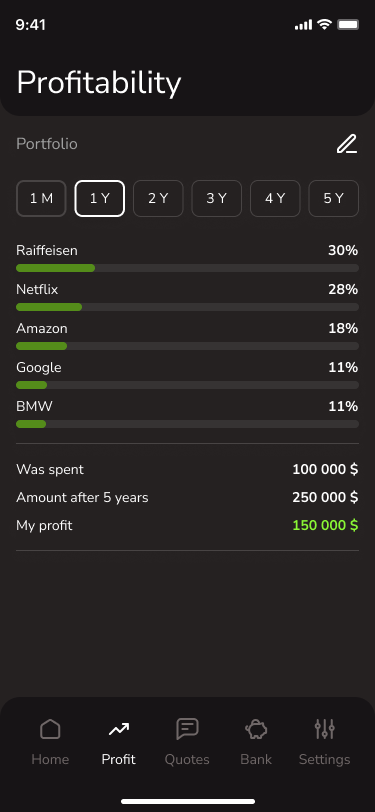 9:41
Profitability
Portfolio
1 M 1 Y 2 Y 3 Y 4 Y 5 Y
Raiffeisen 30%
Netflix 28%
Amazon 18%
Google 11%
BMW 11%
Was spent 100 000 $
Amount after 5 years 250 000 $
My profit 150 000 $
Home Profit Quotes Bank Settings